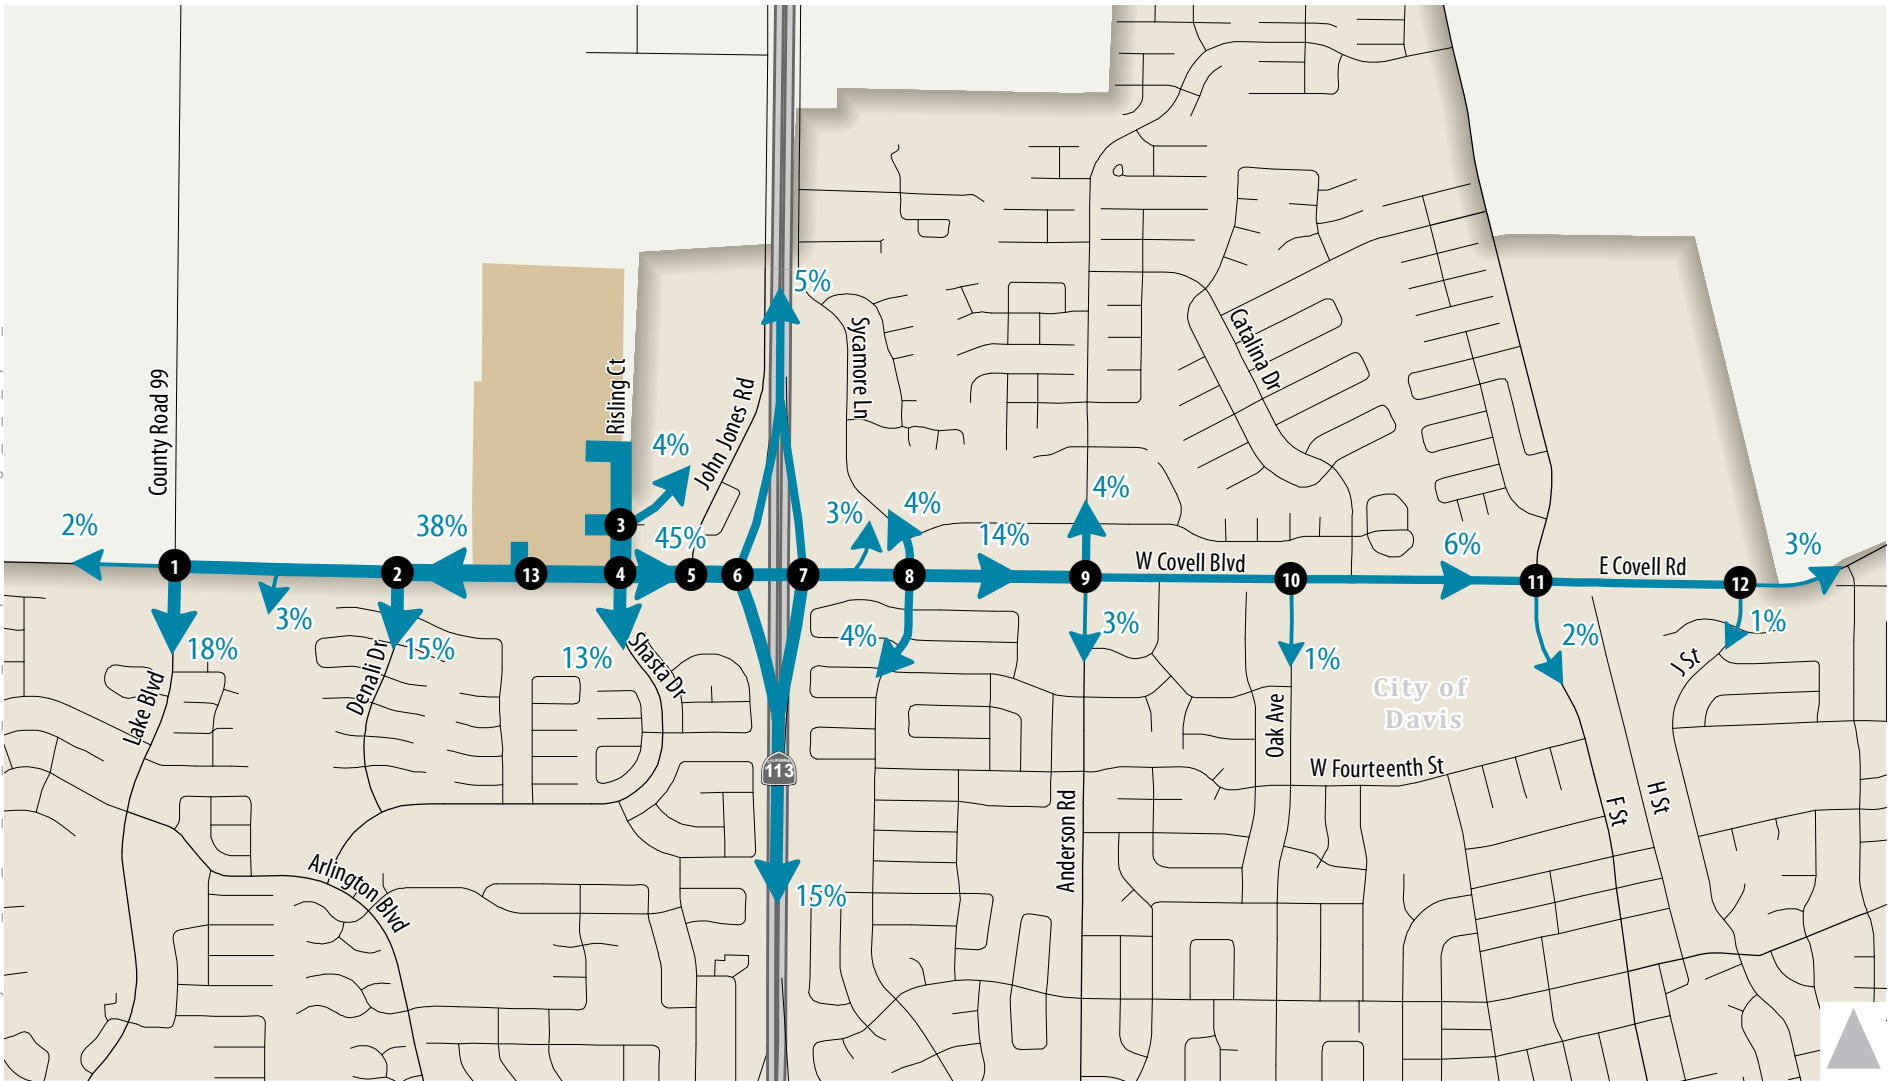 5%
Sycamore Ln
Catalina Dr
County Road 99
Risling Ct
John Jones Rd
4%
2%
38%
3
45%
3%
4%
14%
4%
6%
3%
W Covell Blvd
E Covell Rd
1
2
13
4
5
6
7
8
9
10
11
12
3%
18%
15%
13%
4%
3%
1%
2%
1%
Lake Blvd
Denali Dr
Shasta Dr
Oak Ave
J St
City of
Davis
CALIFORNIA
113
W Fourteenth St
Anderson Rd
F St
H St
Arlington Blvd
15%